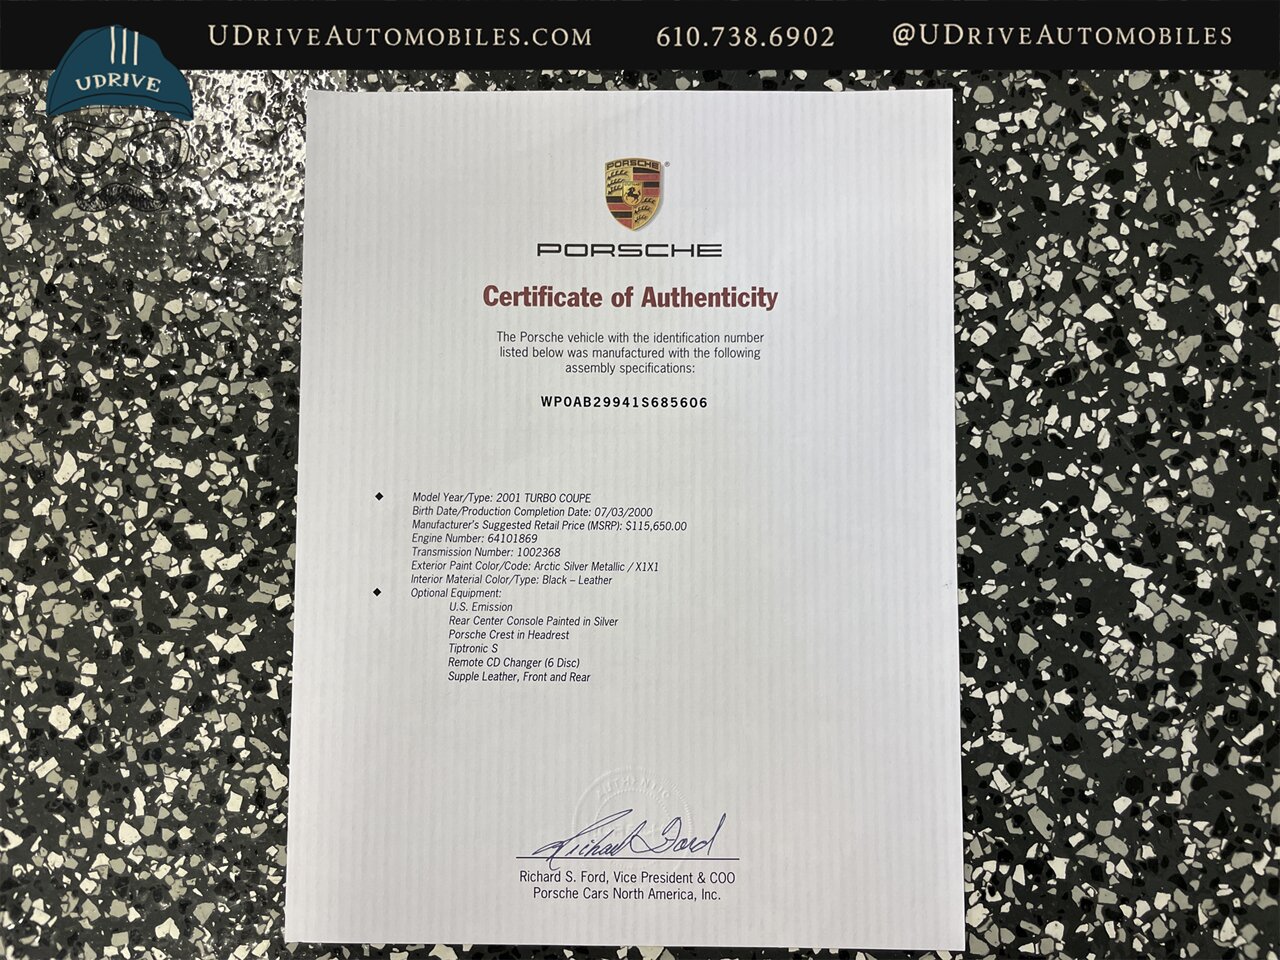 UDriveAutomobiles.com 610.738.6902 @UDriveAutomobiles
UDRIVE
PORSCHE
®
PORSCHE
Certificate of Authenticity
The Porsche vehicle with the identification number
listed below was manufactured with the following
assembly specifications:
WP0AB29941S685606
◆ Model Year/Type: 2001 TURBO COUPE
Birth Date/Production Completion Date: 07/03/2000
Manufacturer's Suggested Retail Price (MSRP): $115,650.00
Engine Number: 64101869
Transmission Number: 1002368
Exterior Paint Color/Code: Arctic Silver Metallic / X1X1
Interior Material Color/Type: Black – Leather
◆ Optional Equipment:
U.S. Emission
Rear Center Console Painted in Silver
Porsche Crest in Headrest
Tiptronic S
Remote CD Changer (6 Disc)
Supple Leather, Front and Rear
AUTHENTIC
Richard S Ford
Richard S. Ford, Vice President & COO
Porsche Cars North America, Inc.